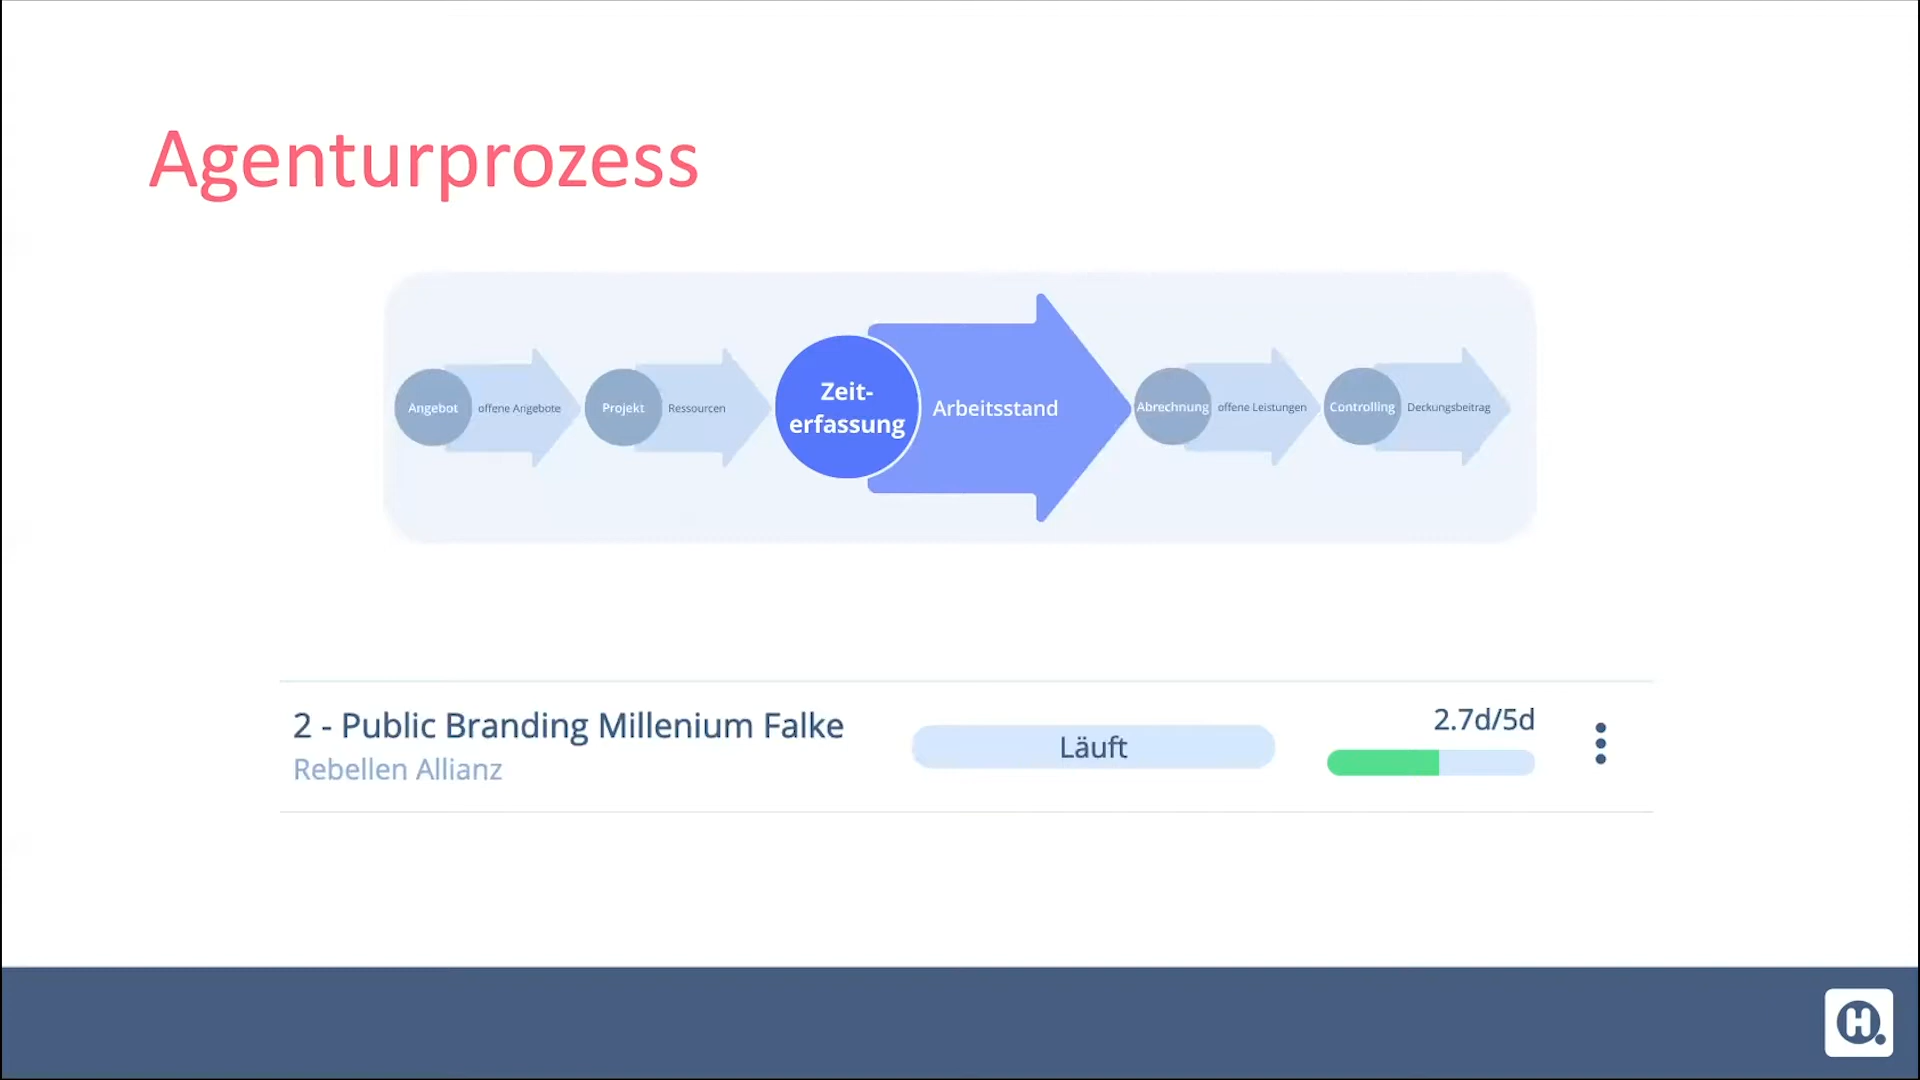 Agenturprozess
Angebot
offene Angebote
Projekt
Ressourcen
Zeit-
erfassung
Arbeitsstand
Abrechnung
offene Leistungen
Controlling
Deckungsbeitrag
2 - Public Branding Millenium Falke
Rebellen Allianz
Läuft
2.7d/5d
H